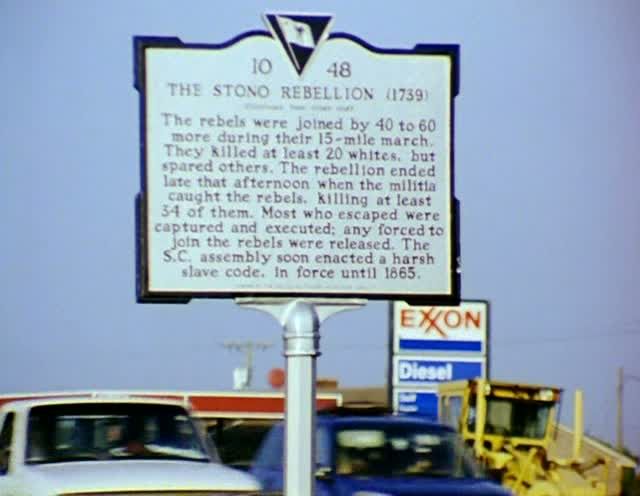 10 48
THE STONO REBELLION (1739)
The rebels were joined by 40 to 60
more during their 15-mile march.
They killed at least 20 whites, but
spared others. The rebellion ended
late that afternoon when the militia
caught the rebels, killing at least
34 of them. Most who escaped were
captured and executed; any forced to
join the rebels were released. The
S.C. assembly soon enacted a harsh
slave code, in force until 1865.
EXXON
Diesel